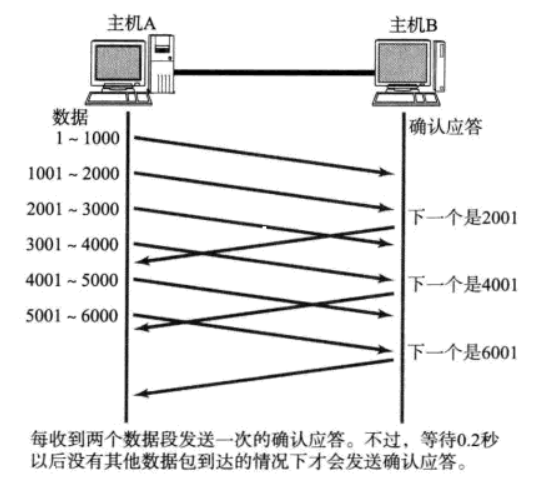 主机A
主机B
数据
确认应答
1 ~ 1000
1001 ~ 2000
2001 ~ 3000
下一个是2001
3001 ~ 4000
4001 ~ 5000
下一个是4001
5001 ~ 6000
下一个是6001
每收到两个数据段发送一次的确认应答。不过，等待0.2秒
以后没有其他数据包到达的情况下才会发送确认应答。